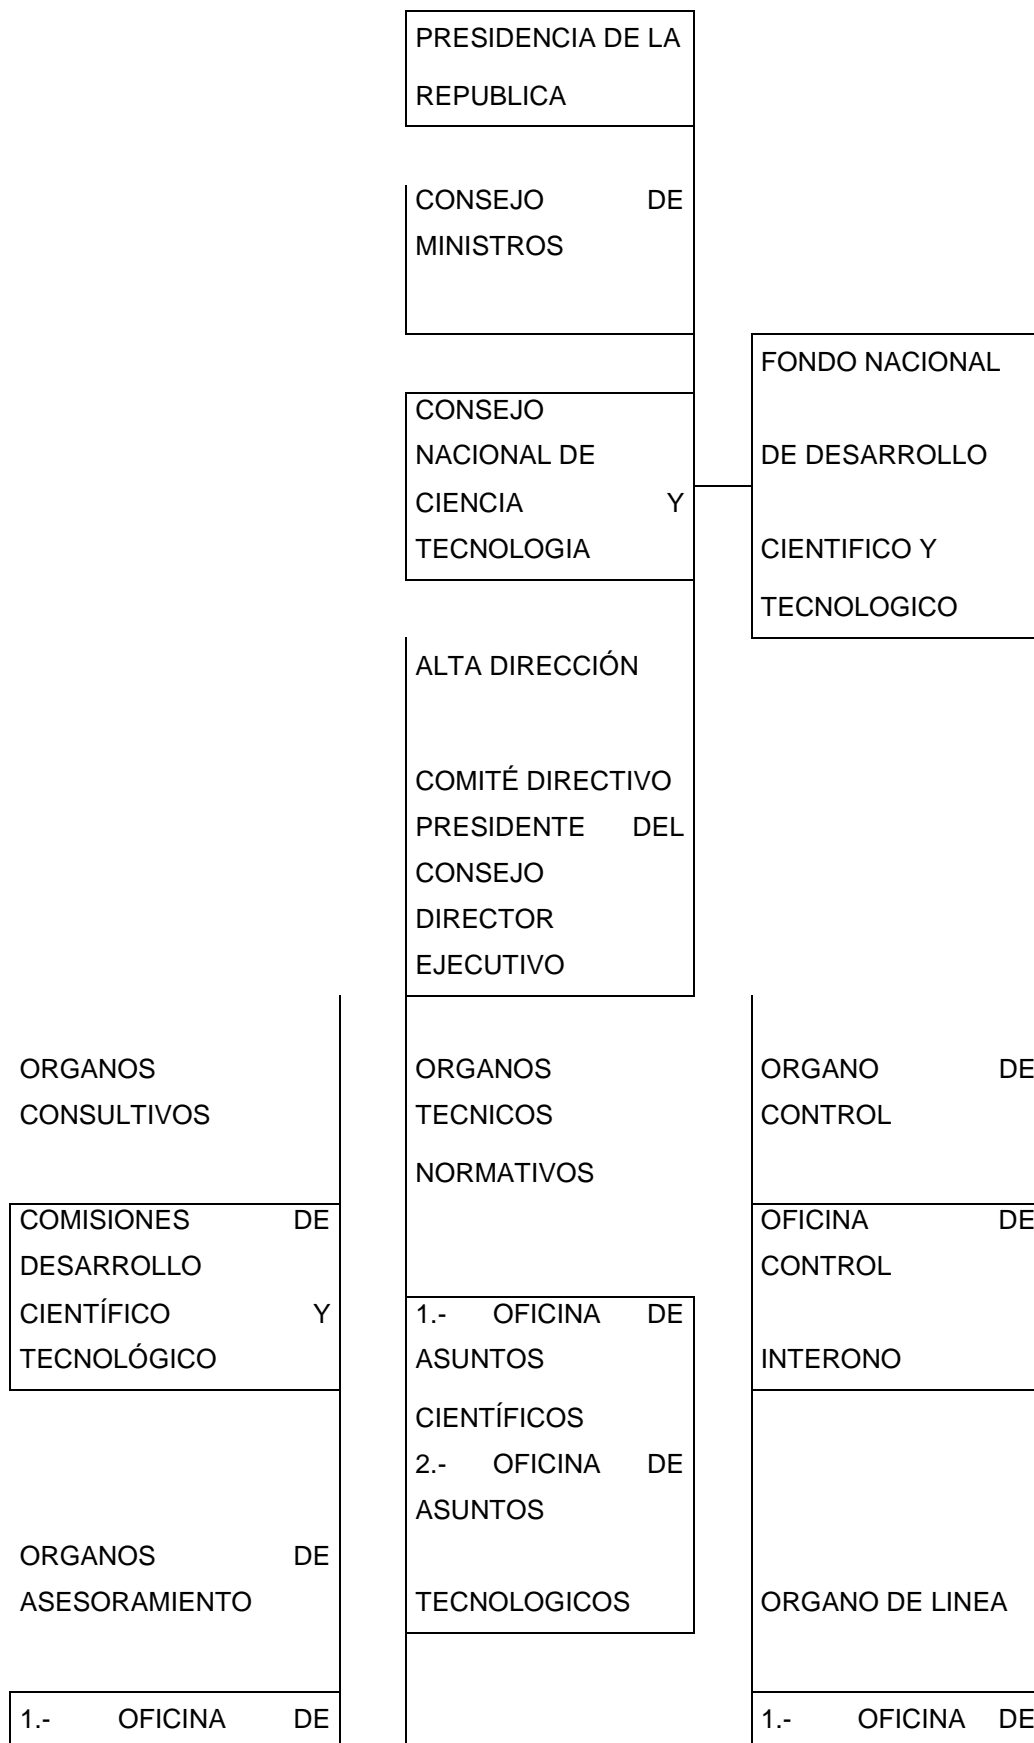 PRESIDENCIA DE LA
REPUBLICA
CONSEJO DE
MINISTROS
FONDO NACIONAL
DE DESARROLLO
CIENTIFICO Y
TECNOLOGICO
CONSEJO
NACIONAL DE
CIENCIA Y
TECNOLOGIA
ALTA DIRECCIÓN
COMITÉ DIRECTIVO
PRESIDENTE DEL
CONSEJO
DIRECTOR
EJECUTIVO
ORGANOS
CONSULTIVOS
COMISIONES DE
DESARROLLO
CIENTÍFICO Y
TECNOLÓGICO
ORGANOS DE
ASESORAMIENTO
1.- OFICINA DE
ORGANOS
TECNICOS
NORMATIVOS
1.- OFICINA DE
ASUNTOS
CIENTÍFICOS
2.- OFICINA DE
ASUNTOS
TECNOLOGICOS
ORGANO DE
CONTROL
OFICINA DE
CONTROL
INTERONO
ORGANO DE LINEA
1.- OFICINA DE